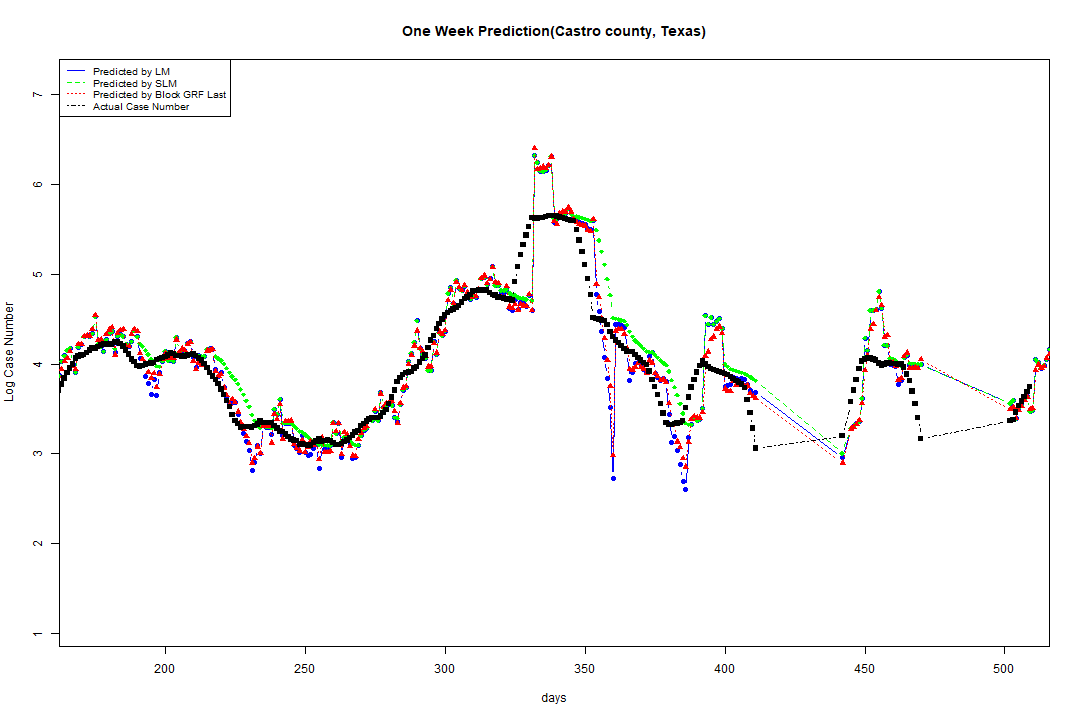 One Week Prediction(Castro county, Texas)
Predicted by LM
Predicted by SLM
Predicted by Block GRF Last
Actual Case Number
7
6
5
4
3
2
1
Log Case Number
200 250 300 350 400 450 500
days